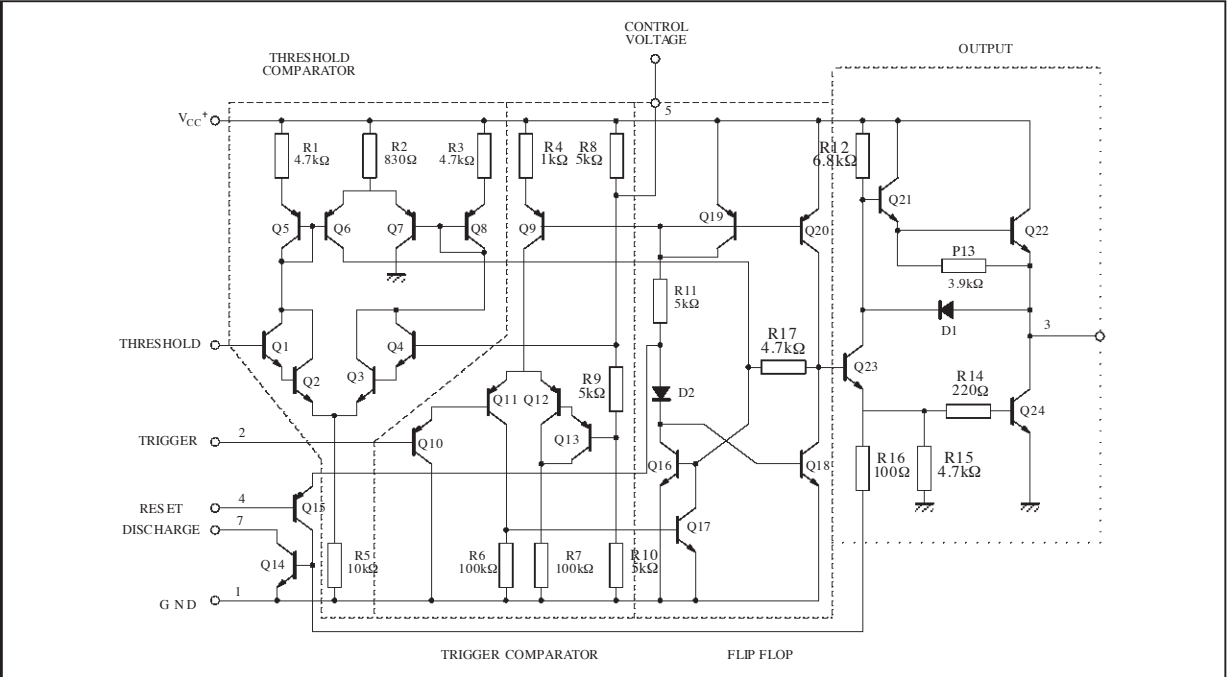 CONTROL
VOLTAGE
THRESHOLD
COMPARATOR
OUTPUT
5
VCC+
R1
4.7kΩ
R2
830Ω
R3
4.7kΩ
R4
1kΩ
R8
5kΩ
R12
6.8kΩ
Q5
Q6
Q7
Q8
Q9
Q19
Q20
Q21
Q22
P13
3.9kΩ
R11
5kΩ
D1
3
THRESHOLD
Q1
Q2
Q3
Q4
R17
4.7kΩ
Q23
R9
5kΩ
D2
R14
220Ω
Q24
Q11
Q12
Q13
TRIGGER
2
Q10
Q16
Q18
R16
100Ω
R15
4.7kΩ
RESET
4
Q15
DISCHARGE
7
Q17
Q14
R5
10kΩ
R6
100kΩ
R7
100kΩ
R10
5kΩ
GND
1
TRIGGER COMPARATOR
FLIP FLOP